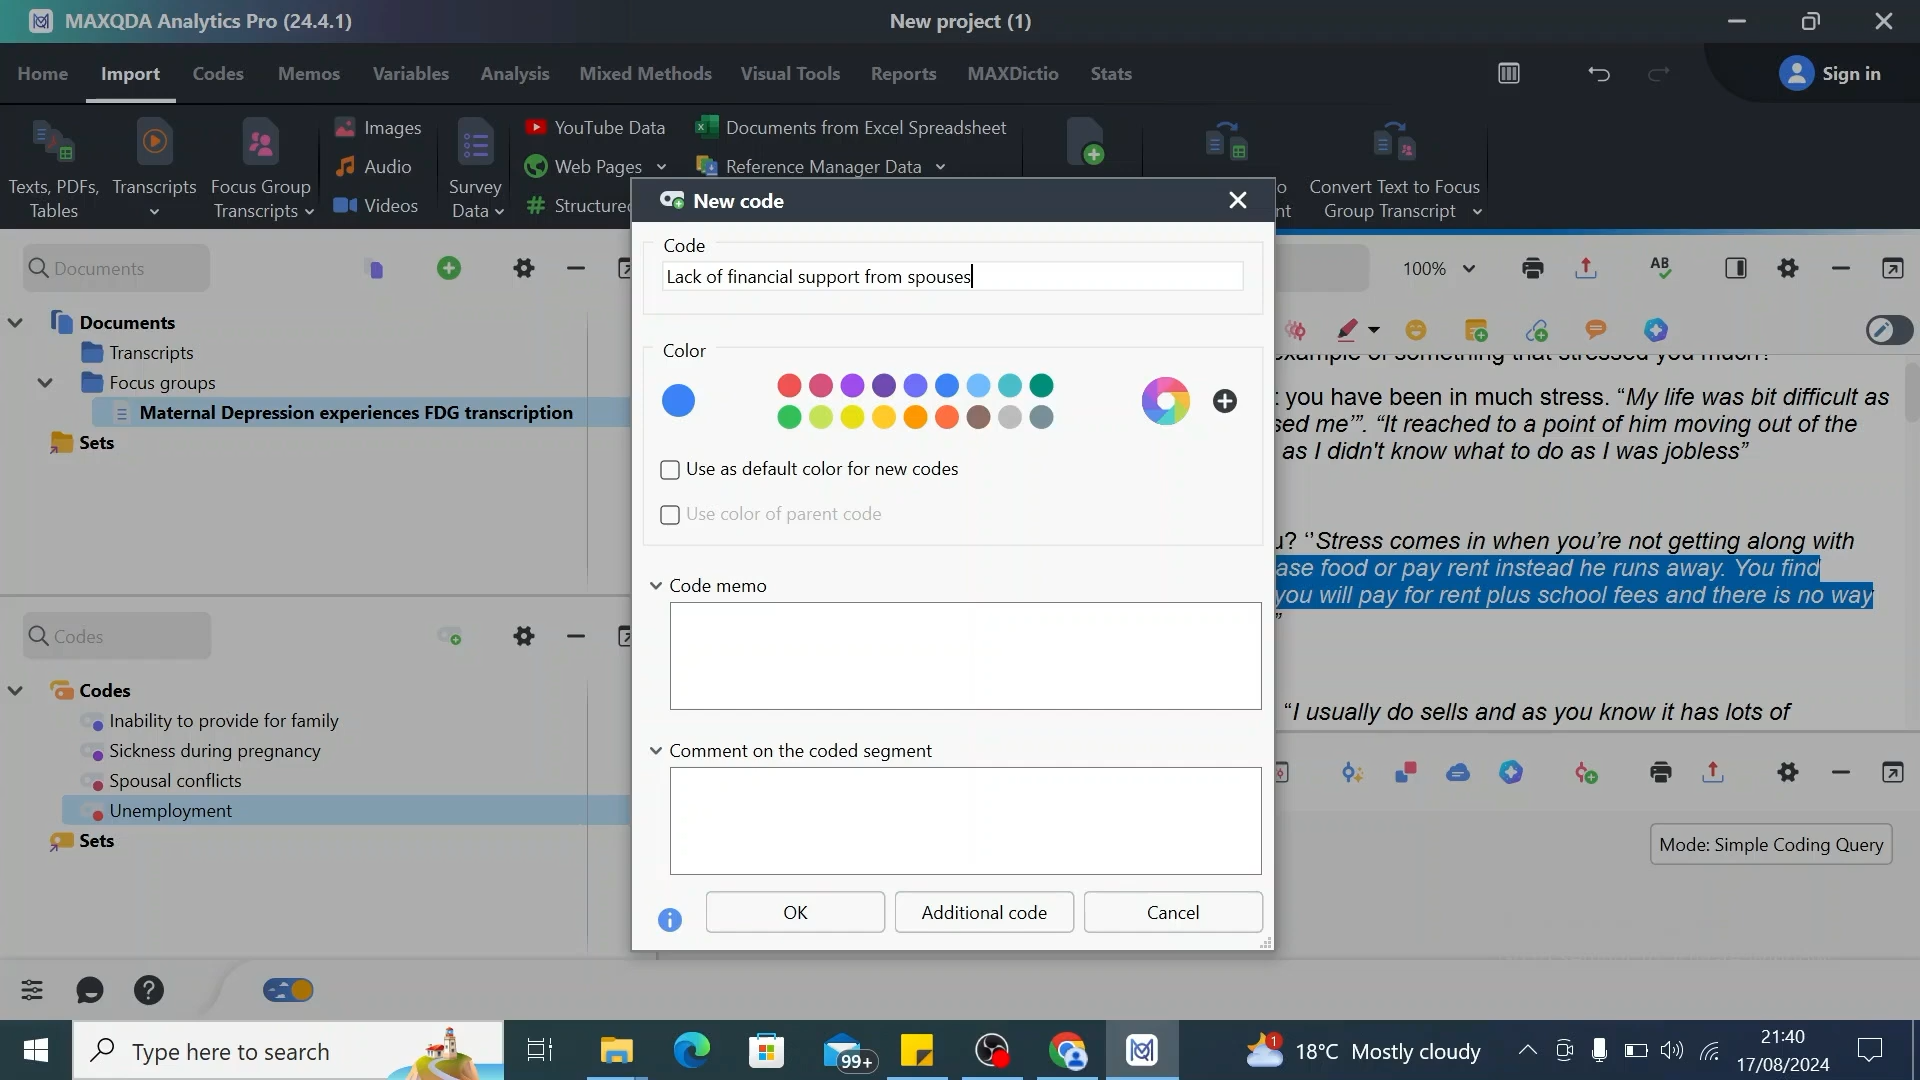 MAXQDA Analytics Pro (24.4.1)
New project (1)
Home
Import
Codes
Memos
Variables
Analysis
Mixed Methods
Visual Tools
Reports
MAXDictio
Stats
Sign in
Texts, PDFs,
Tables
Transcripts
Focus Group
Transcripts
Images
Audio
Videos
Survey
Data
YouTube Data
Web Pages
Structured
Documents from Excel Spreadsheet
Reference Manager Data
Convert Text to Focus
Group Transcript
Documents
Documents
Transcripts
Focus groups
Maternal Depression experiences FDG transcription
Sets
Codes
Codes
Inability to provide for family
Sickness during pregnancy
Spousal conflicts
Unemployment
Sets
New code
Code
Lack of financial support from spouses
Color
Use as default color for new codes
Use color of parent code
Code memo
Comment on the coded segment
OK
Additional code
Cancel
100%
AB
example of something that stressed you much?
: you have been in much stress. “My life was bit difficult as
sed me’”. “It reached to a point of him moving out of the
as I didn't know what to do as I was jobless”
u? ‘’Stress comes in when you’re not getting along with
ase food or pay rent instead he runs away. You find
you will pay for rent plus school fees and there is no way
”
“I usually do sells and as you know it has lots of
Mode: Simple Coding Query
Type here to search
99+
1
18°C Mostly cloudy
21:40
17/08/2024